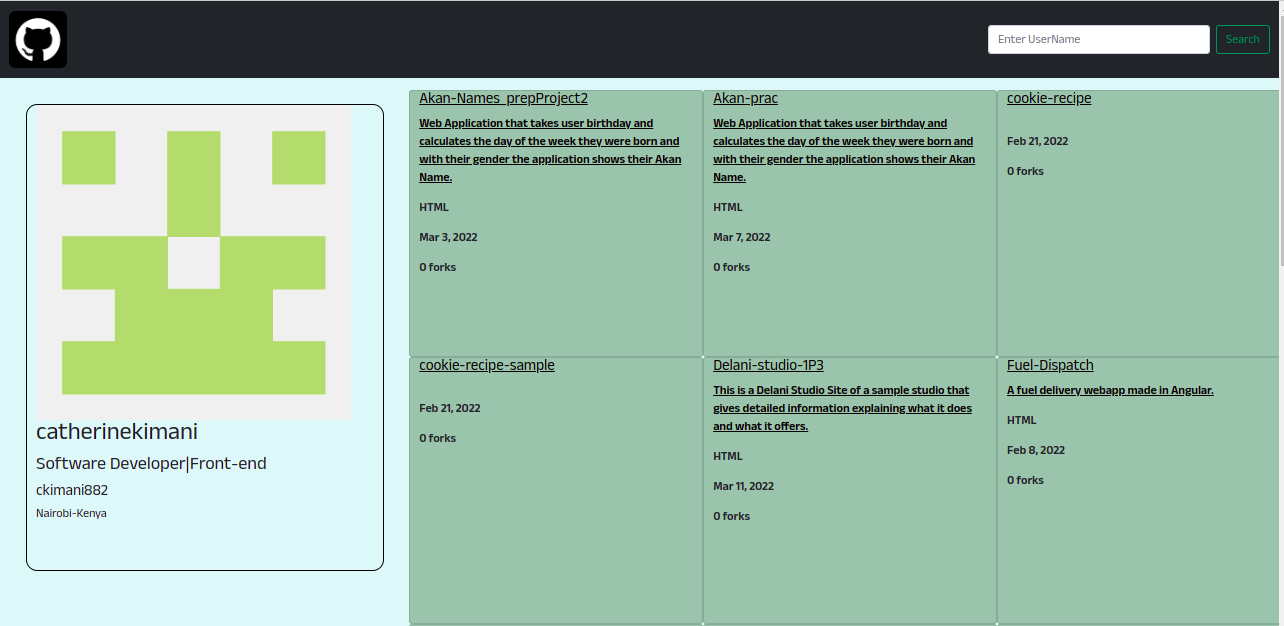 Enter UserName
Search
catherinekimani
Software Developer|Front-end
ckimani882
Nairobi-Kenya
Akan-Names_prepProject2
Web Application that takes user birthday and
calculates the day of the week they were born and
with their gender the application shows their Akan
Name.
HTML
Mar 3, 2022
0 forks
Akan-prac
Web Application that takes user birthday and
calculates the day of the week they were born and
with their gender the application shows their Akan
Name.
HTML
Mar 7, 2022
0 forks
cookie-recipe
Feb 21, 2022
0 forks
cookie-recipe-sample
Feb 21, 2022
0 forks
Delani-studio-1P3
This is a Delani Studio Site of a sample studio that
gives detailed information explaining what it does
and what it offers.
HTML
Mar 11, 2022
0 forks
Fuel-Dispatch
A fuel delivery webapp made in Angular.
HTML
Feb 8, 2022
0 forks